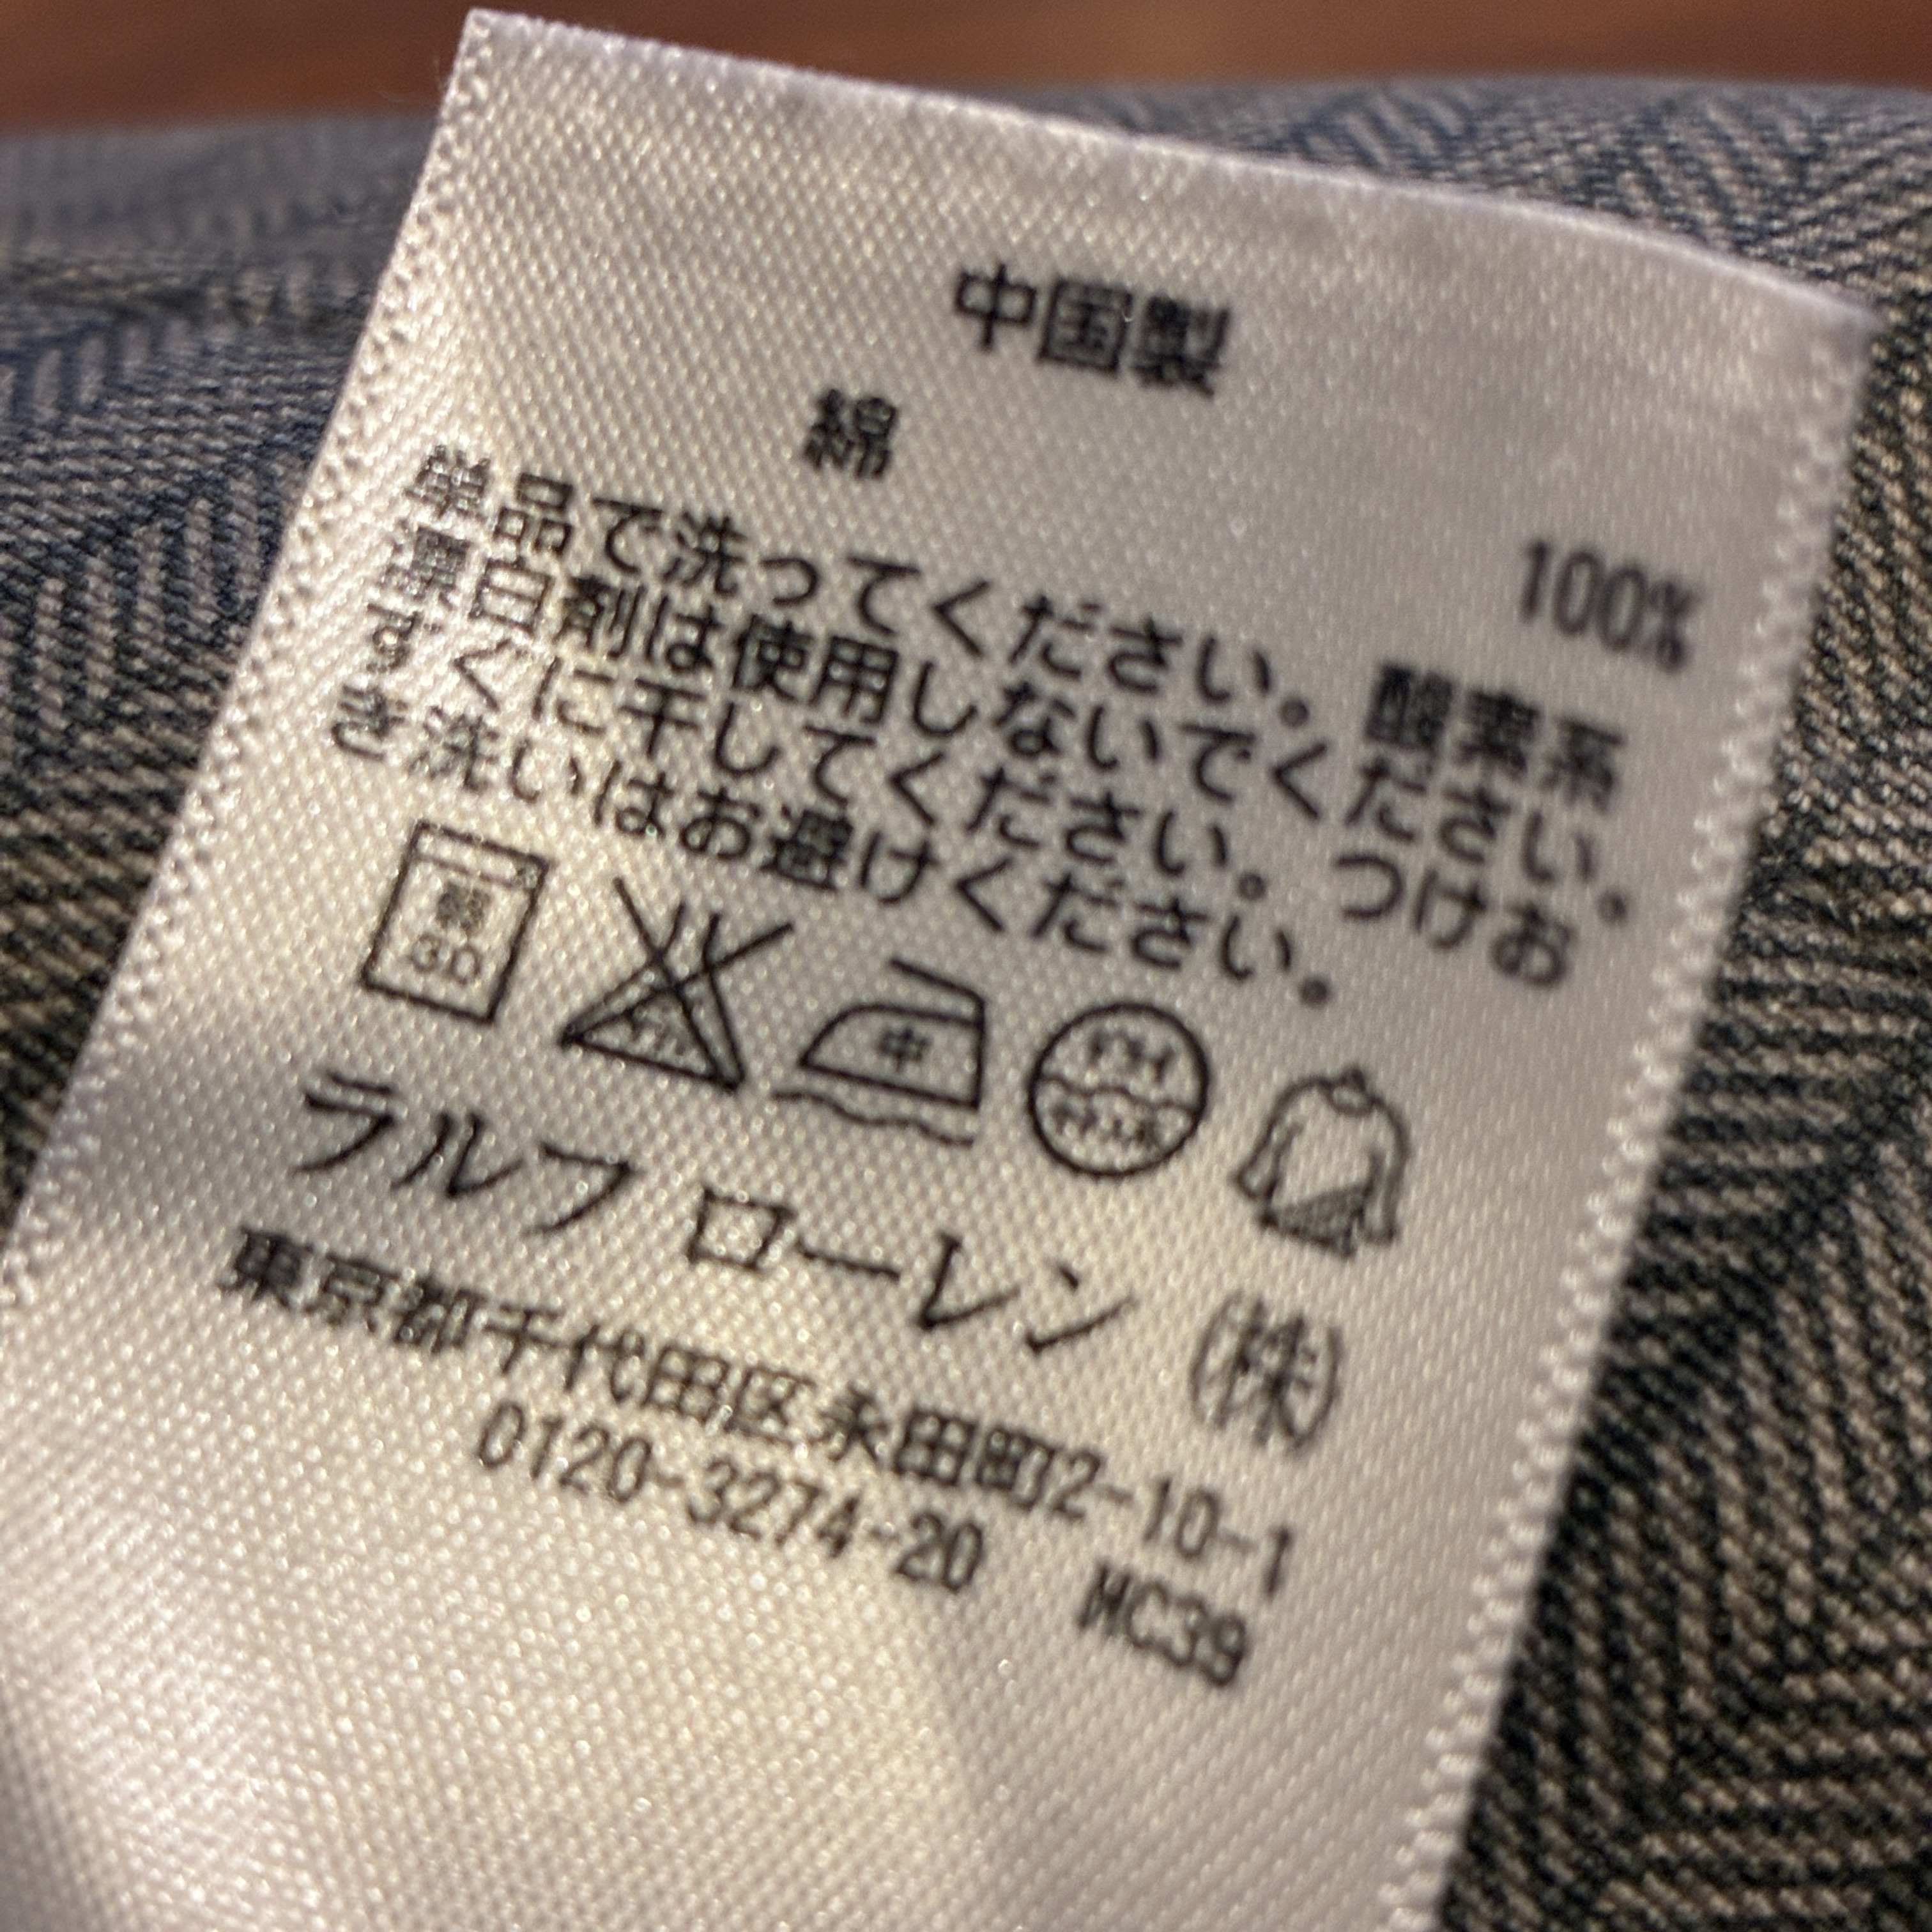 中国製
綿 100%
単品で洗ってください。 酸素系
漂白剤は使用しないでください。
すぐに干してください。 つけお
き洗いはお避けください。
中
ドライ
ラルフ ローレン ㈱
東京都千代田区永田町2-10-1
0120-3274-20 MC39